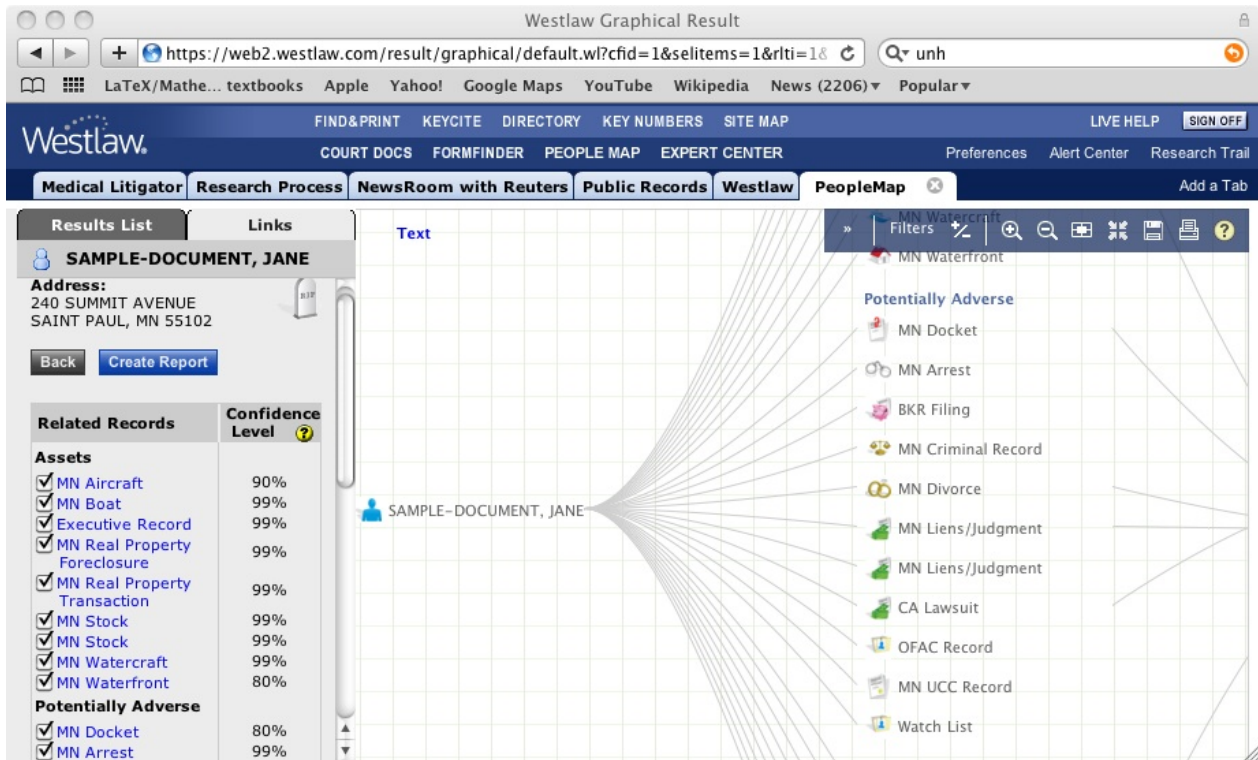 Westlaw Graphical Result
https://web2.westlaw.com/result/graphical/default.wl?cfid=1&selitems=1&rlti=1&
unh
LaTeX/Mathe... textbooks Apple Yahoo! Google Maps YouTube Wikipedia News (2206)▾ Popular▾
Westlaw. FIND&PRINT KEYCITE DIRECTORY KEY NUMBERS SITE MAP LIVE HELP SIGN OFF
COURT DOCS FORMFINDER PEOPLE MAP EXPERT CENTER Preferences Alert Center Research Trail
Medical Litigator Research Process NewsRoom with Reuters Public Records Westlaw PeopleMap Add a Tab
Results List Links
SAMPLE-DOCUMENT, JANE
Address:
240 SUMMIT AVENUE
SAINT PAUL, MN 55102
RIP
Back Create Report
Related Records Confidence Level ?
Assets
MN Aircraft 90%
MN Boat 99%
Executive Record 99%
MN Real Property
Foreclosure 99%
MN Real Property
Transaction 99%
MN Stock 99%
MN Stock 99%
MN Watercraft 99%
MN Waterfront 80%
Potentially Adverse
MN Docket 80%
MN Arrest 99%
Text
» Filters +/- ?
SAMPLE-DOCUMENT, JANE
MN Watercraft
MN Waterfront
Potentially Adverse
MN Docket
MN Arrest
BKR Filing
MN Criminal Record
MN Divorce
MN Liens/Judgment
MN Liens/Judgment
CA Lawsuit
OFAC Record
MN UCC Record
Watch List